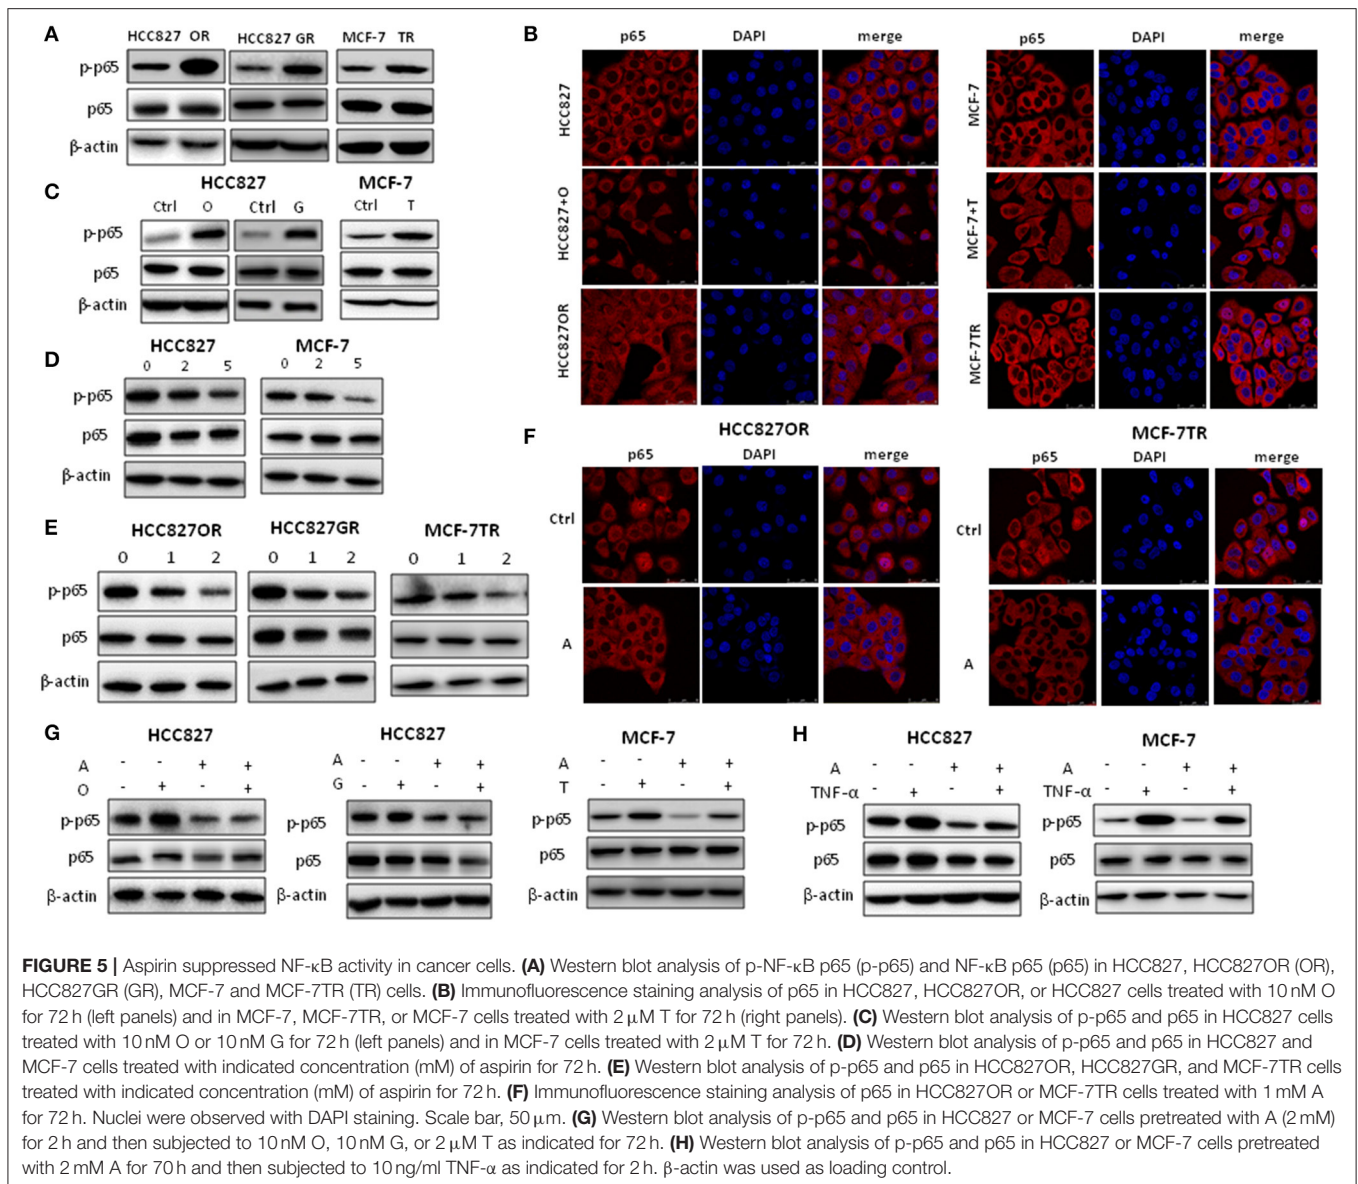 A
HCC827 OR HCC827 GR MCF-7 TR
p-p65
p65
β-actin
B
p65 DAPI merge p65 DAPI merge
HCC827
HCC827+O
HCC827OR
MCF-7
MCF-7+T
MCF-7TR
C
HCC827 MCF-7
Ctrl O Ctrl G Ctrl T
p-p65
p65
β-actin
D
HCC827 MCF-7
0 2 5 0 2 5
p-p65
p65
β-actin
E
HCC827OR HCC827GR MCF-7TR
0 1 2 0 1 2 0 1 2
p-p65
p65
β-actin
F
HCC827OR MCF-7TR
p65 DAPI merge p65 DAPI merge
Ctrl Ctrl
A A
G
HCC827 HCC827 MCF-7
A - - + + A - - + + A - - + +
O - + - + G - + - + T - + - +
p-p65 p-p65 p-p65
p65 p65 p65
β-actin β-actin β-actin
H
HCC827 MCF-7
A - - + + A - - + +
TNF-α - + - + TNF-α - + - +
p-p65 p-p65
p65 p65
β-actin β-actin
FIGURE 5 | Aspirin suppressed NF-κB activity in cancer cells. (A) Western blot analysis of p-NF-κB p65 (p-p65) and NF-κB p65 (p65) in HCC827, HCC827OR (OR),
HCC827GR (GR), MCF-7 and MCF-7TR (TR) cells. (B) Immunofluorescence staining analysis of p65 in HCC827, HCC827OR, or HCC827 cells treated with 10 nM O
for 72 h (left panels) and in MCF-7, MCF-7TR, or MCF-7 cells treated with 2 μM T for 72 h (right panels). (C) Western blot analysis of p-p65 and p65 in HCC827 cells
treated with 10 nM O or 10 nM G for 72 h (left panels) and in MCF-7 cells treated with 2 μM T for 72 h. (D) Western blot analysis of p-p65 and p65 in HCC827 and
MCF-7 cells treated with indicated concentration (mM) of aspirin for 72 h. (E) Western blot analysis of p-p65 and p65 in HCC827OR, HCC827GR, and MCF-7TR cells
treated with indicated concentration (mM) of aspirin for 72 h. (F) Immunofluorescence staining analysis of p65 in HCC827OR or MCF-7TR cells treated with 1 mM A
for 72 h. Nuclei were observed with DAPI staining. Scale bar, 50 μm. (G) Western blot analysis of p-p65 and p65 in HCC827 or MCF-7 cells pretreated with A (2 mM)
for 2 h and then subjected to 10 nM O, 10 nM G, or 2 μM T as indicated for 72 h. (H) Western blot analysis of p-p65 and p65 in HCC827 or MCF-7 cells pretreated
with 2 mM A for 70 h and then subjected to 10 ng/ml TNF-α as indicated for 2 h. β-actin was used as loading control.